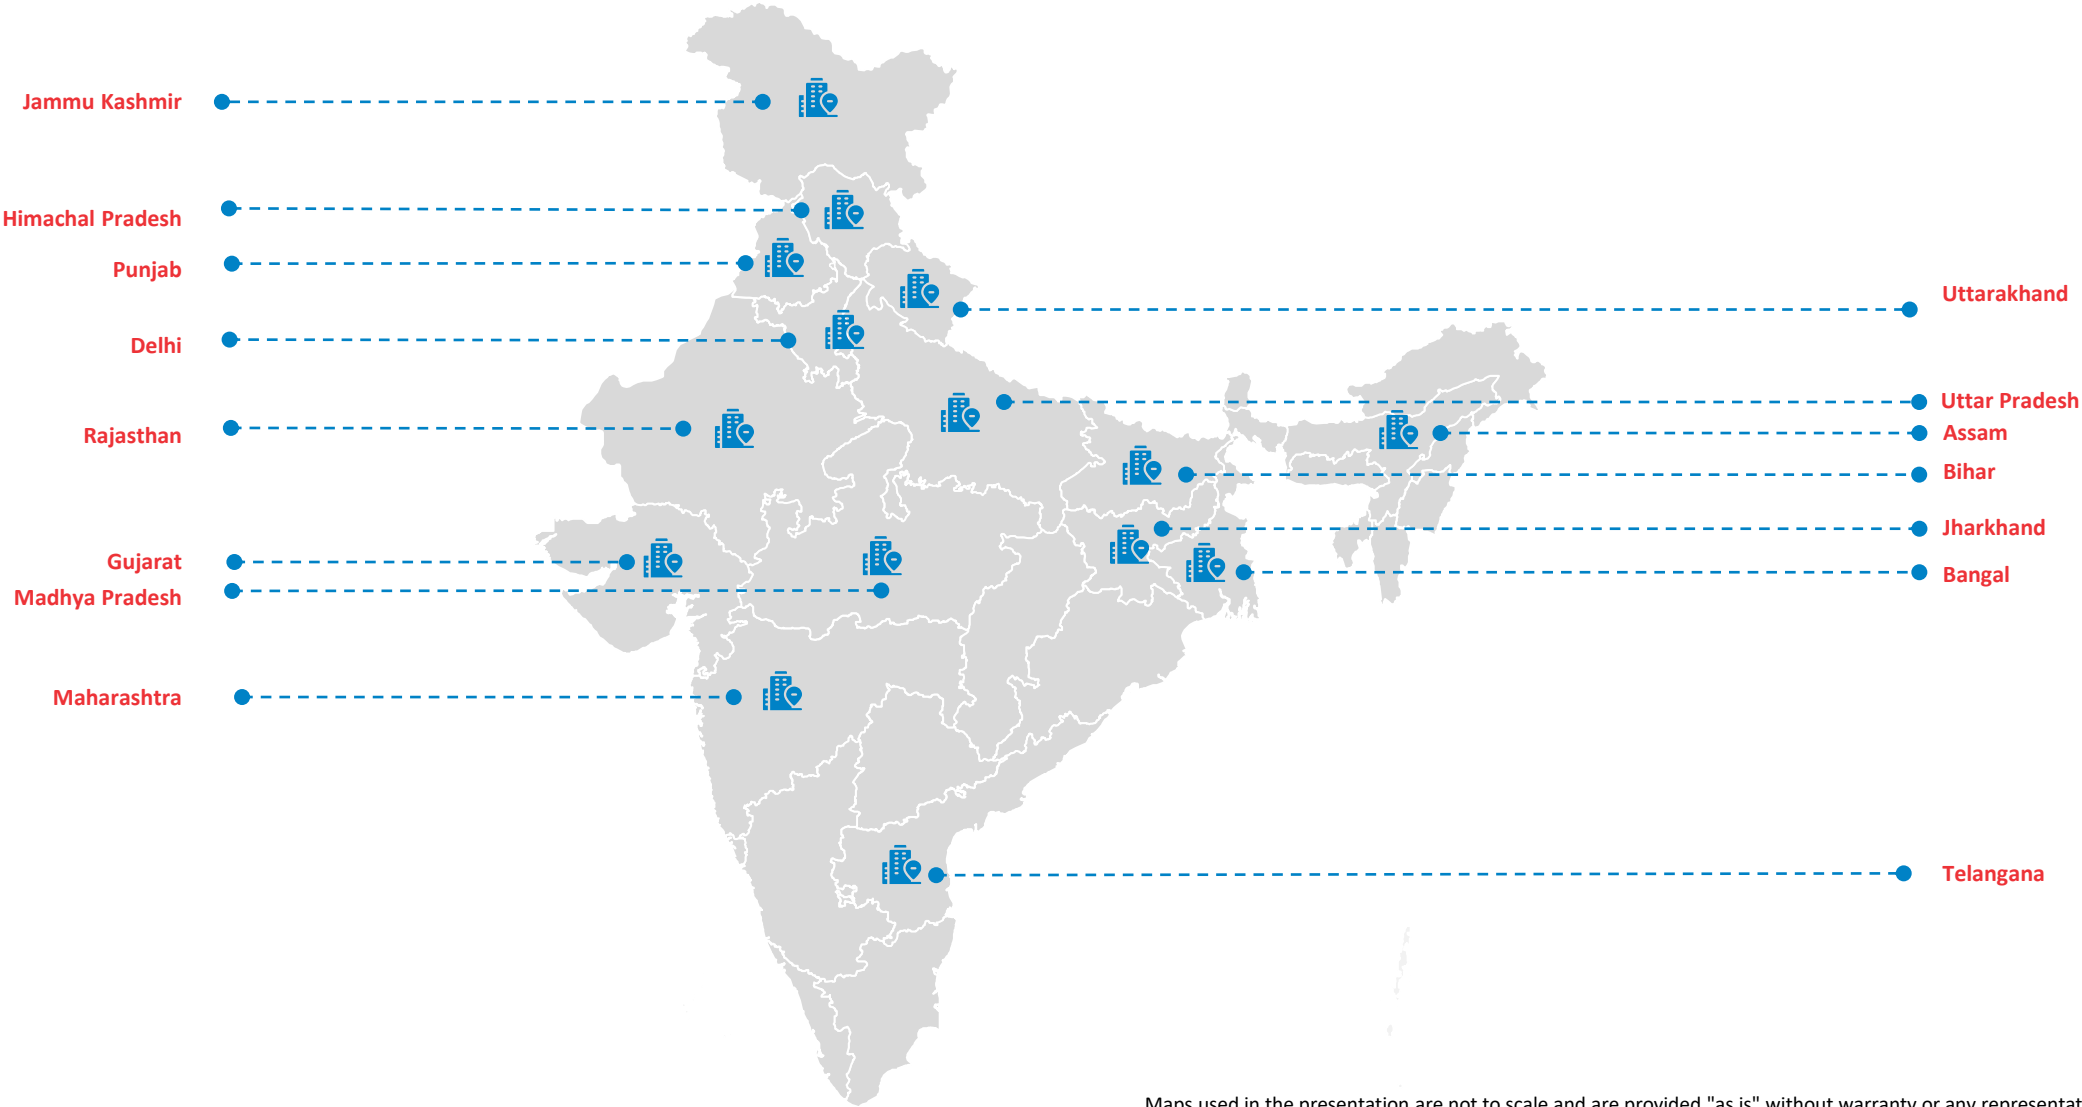 Jammu Kashmir
Himachal Pradesh
Punjab
Delhi
Rajasthan
Gujarat
Madhya Pradesh
Maharashtra
Uttarakhand
Uttar Pradesh
Assam
Bihar
Jharkhand
Bangal
Telangana
Maps used in the presentation are not to scale and are provided "as is" without warranty or any